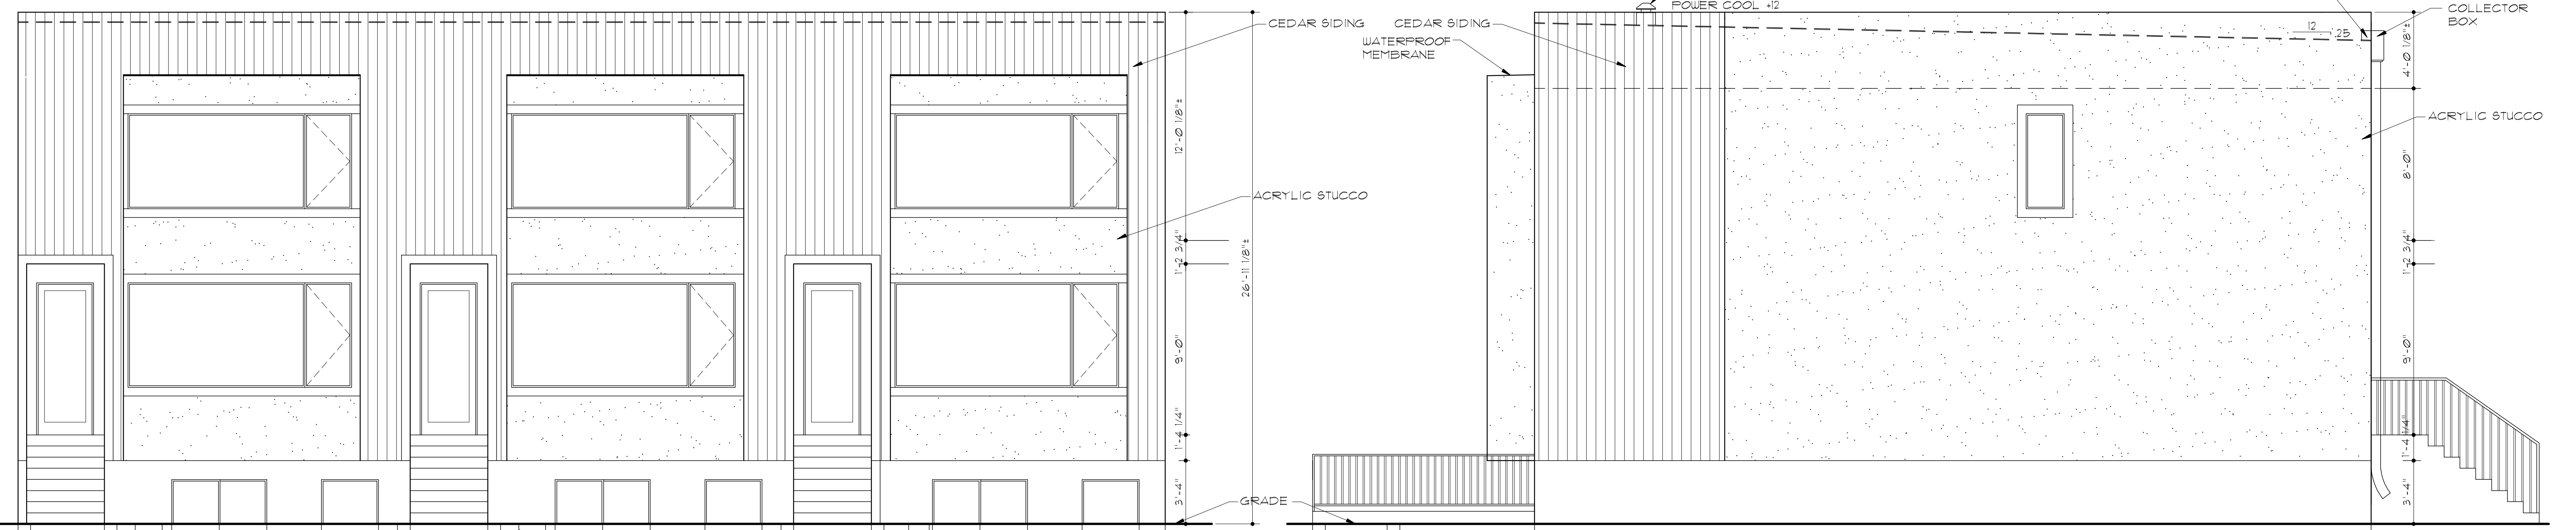 CEDAR SIDING
12'-0 1/8"±
ACRYLIC STUCCO
1'-2 3/4"
26'-11 1/8"±
9'-0"
1'-4 1/4"
3'-4"
GRADE
POWER COOL +12
CEDAR SIDING
WATERPROOF
MEMBRANE
12
.25
COLLECTOR
BOX
4'-0 1/8"±
ACRYLIC STUCCO
8'-0"
1'-2 3/4"
9'-0"
1'-4 1/4"
3'-4"